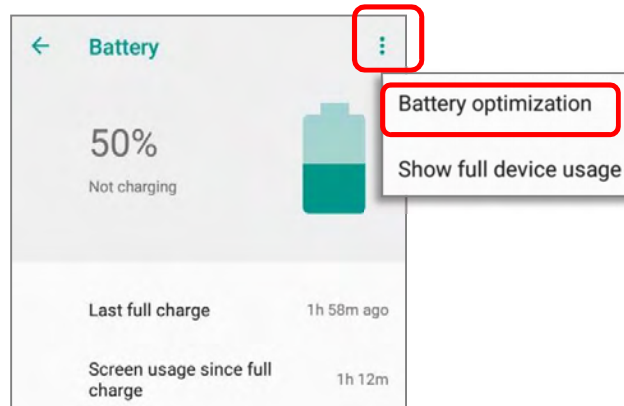 Battery
Battery optimization
Show full device usage
50%
Not charging
Last full charge 1h 58m ago
Screen usage since full
charge 1h 12m